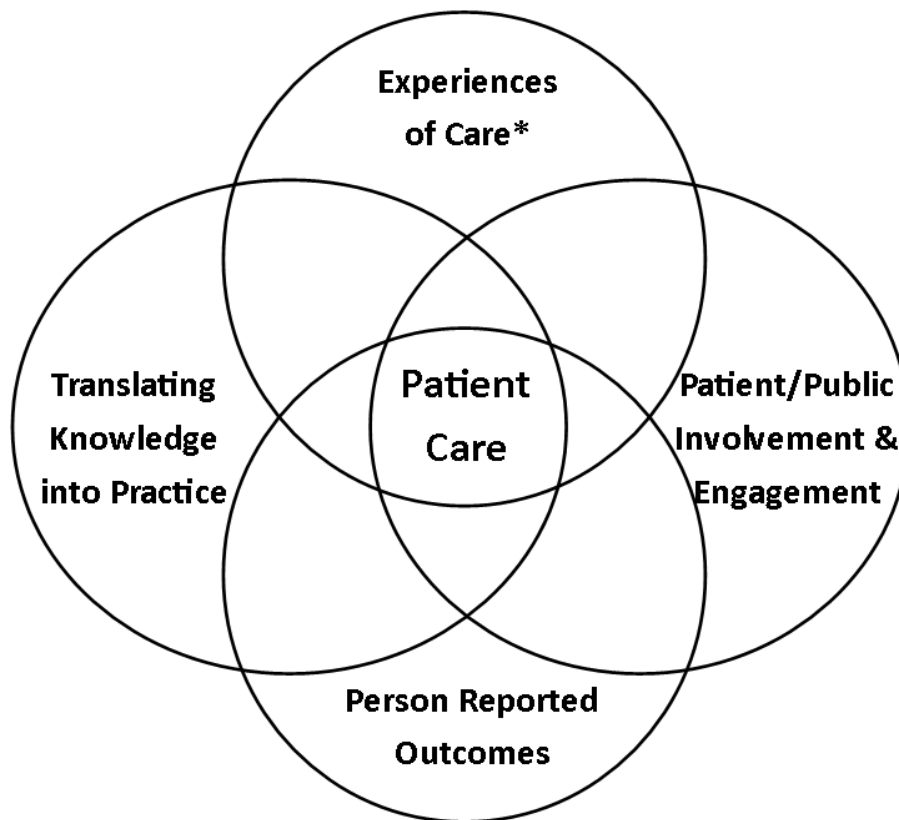 Experiences
of Care*
Translating
Knowledge
into Practice
Patient
Care
Patient/Public
Involvement &
Engagement
Person Reported
Outcomes